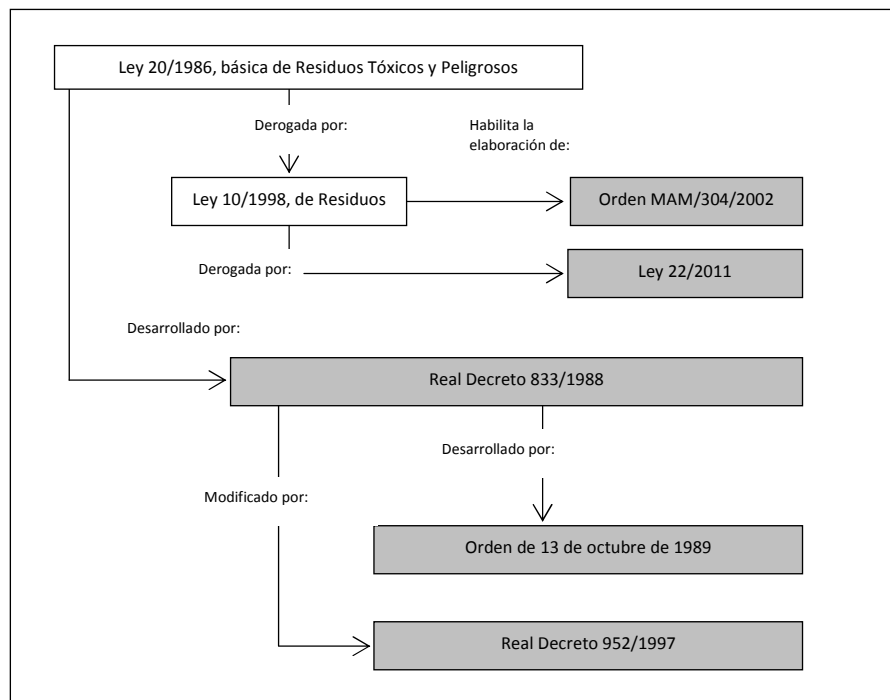 Ley 20/1986, básica de Residuos Tóxicos y Peligrosos
Derogada por:
Habilita la
elaboración de:
Ley 10/1998, de Residuos
Orden MAM/304/2002
Derogada por:
Ley 22/2011
Desarrollado por:
Real Decreto 833/1988
Desarrollado por:
Modificado por:
Orden de 13 de octubre de 1989
Real Decreto 952/1997